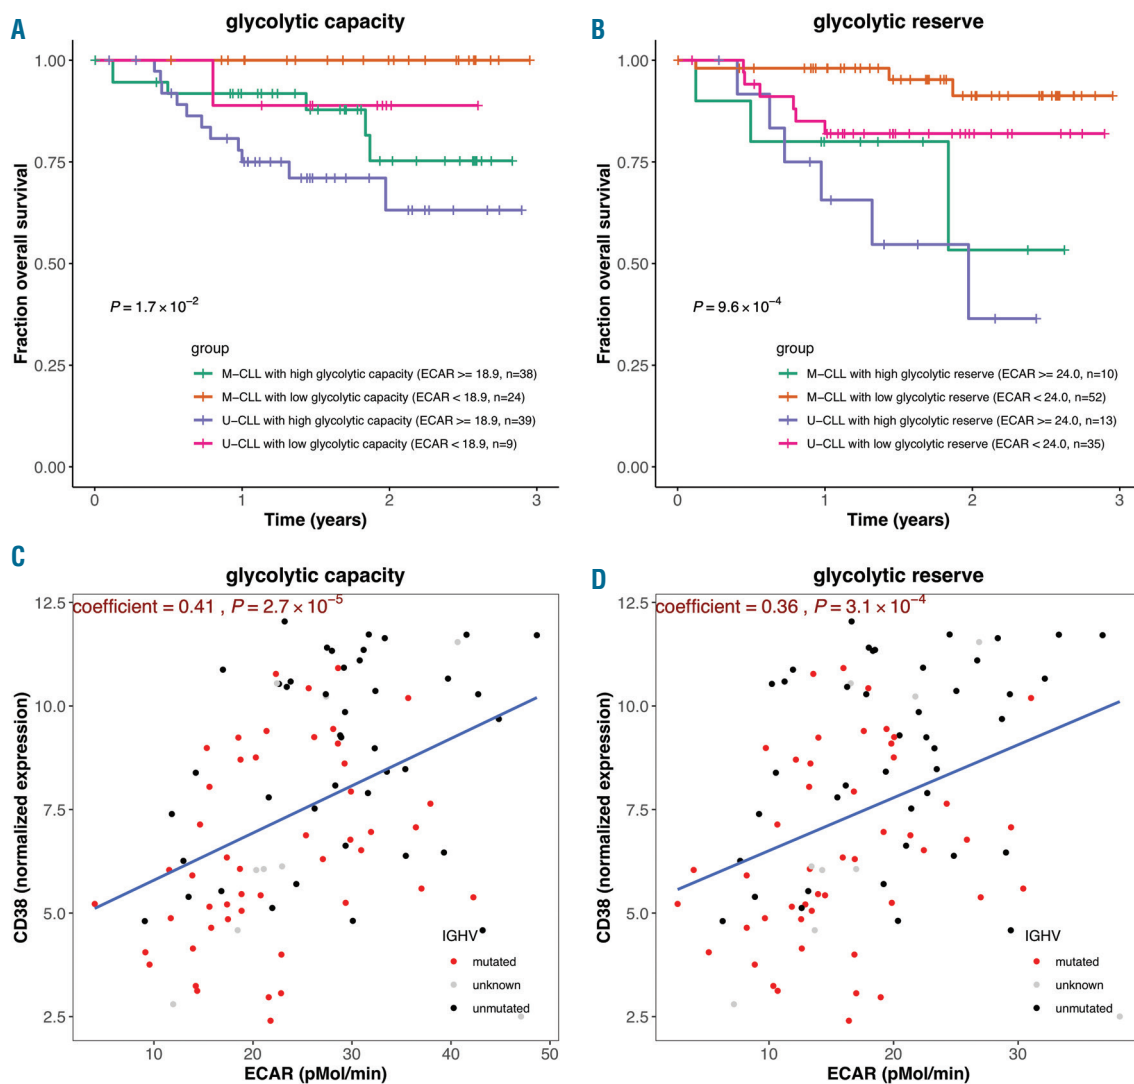 A
glycolytic capacity
Fraction overall survival
1.00
0.75
0.50
0.25
0.00
P = 1.7 × 10−2
group
M−CLL with high glycolytic capacity (ECAR >= 18.9, n=38)
M−CLL with low glycolytic capacity (ECAR < 18.9, n=24)
U−CLL with high glycolytic capacity (ECAR >= 18.9, n=39)
U−CLL with low glycolytic capacity (ECAR < 18.9, n=9)
0 1 2 3
Time (years)
B
glycolytic reserve
Fraction overall survival
1.00
0.75
0.50
0.25
0.00
P = 9.6 × 10−4
group
M−CLL with high glycolytic reserve (ECAR >= 24.0, n=10)
M−CLL with low glycolytic reserve (ECAR < 24.0, n=52)
U−CLL with high glycolytic reserve (ECAR >= 24.0, n=13)
U−CLL with low glycolytic reserve (ECAR < 24.0, n=35)
0 1 2 3
Time (years)
C
glycolytic capacity
coefficient = 0.41 , P = 2.7 × 10−5
CD38 (normalized expression)
12.5
10.0
7.5
5.0
2.5
IGHV
mutated
unknown
unmutated
10 20 30 40 50
ECAR (pMol/min)
D
glycolytic reserve
coefficient = 0.36 , P = 3.1 × 10−4
CD38 (normalized expression)
12.5
10.0
7.5
5.0
2.5
IGHV
mutated
unknown
unmutated
10 20 30
ECAR (pMol/min)